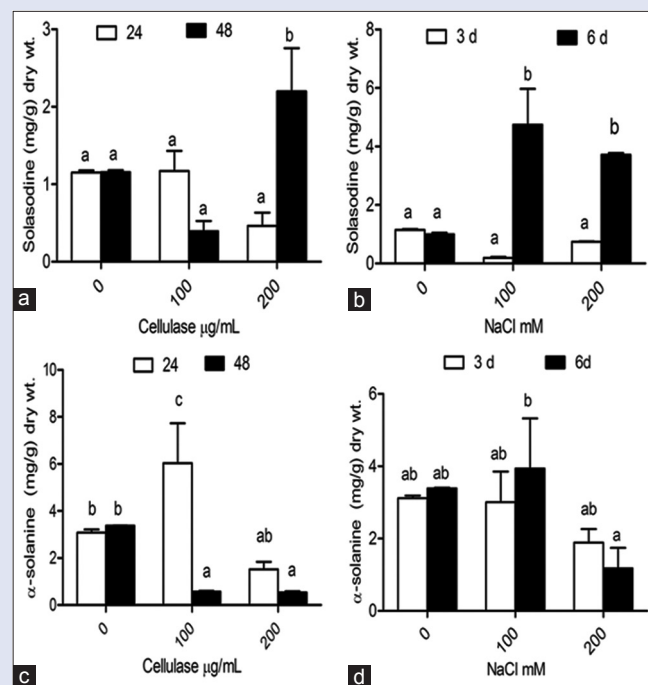 3
24
48
b
2
a
a
a
1
a
a
0
0
100
200
Solasodine (mg/g) dry wt.
Cellulase µg/mL
a
8
3 d
6 d
b
6
b
4
2
a
a
a
a
0
0
100
200
Solasodine (mg/g) dry wt.
NaCl mM
b
10
24
48
c
8
6
b
b
4
ab
2
a
a
0
0
100
200
α-solanine (mg/g) dry wt.
Cellulase µg/mL
c
6
3 d
6d
b
ab
ab
ab
4
ab
a
2
0
0
100
200
α-solanine (mg/g) dry wt.
NaCl mM
d